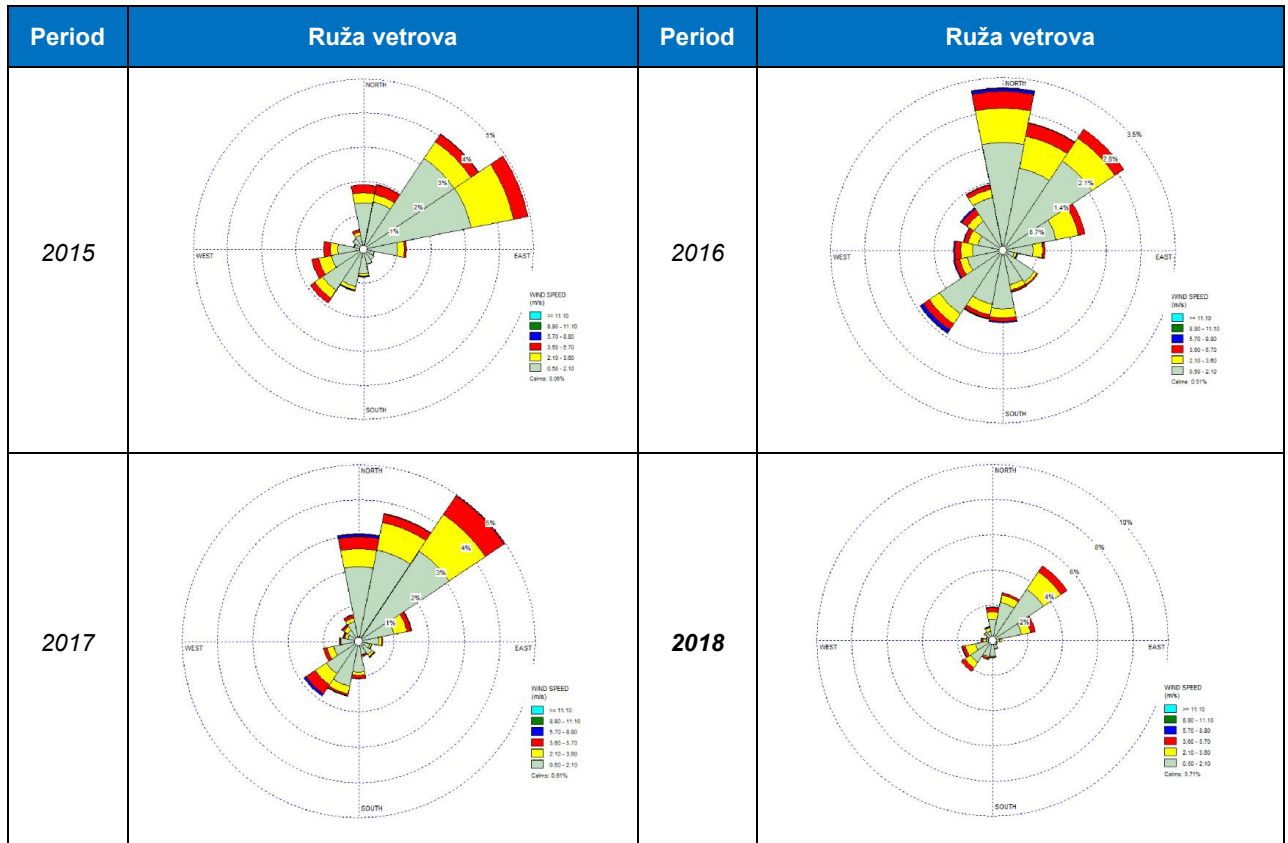 Period Ruža vetrova Period Ruža vetrova
2015
NORTH
5%
4%
3%
2%
1%
WEST
EAST
SOUTH
WIND SPEED
(m/s)
>= 11.10
8.80 - 11.10
5.70 - 8.80
3.60 - 5.70
2.10 - 3.60
0.50 - 2.10
2016
NORTH
3.5%
2.8%
2.1%
1.4%
0.7%
WEST
EAST
SOUTH
WIND SPEED
(m/s)
>= 11.10
8.80 - 11.10
5.70 - 8.80
3.60 - 5.70
2.10 - 3.60
0.50 - 2.10
Calms: 0.51%
2017
NORTH
5%
4%
3%
2%
1%
WEST
EAST
SOUTH
WIND SPEED
(m/s)
>= 11.10
8.80 - 11.10
5.70 - 8.80
3.60 - 5.70
2.10 - 3.60
0.50 - 2.10
2018
NORTH
10%
8%
6%
4%
2%
WEST
EAST
SOUTH
WIND SPEED
(m/s)
>= 11.10
8.80 - 11.10
5.70 - 8.80
3.60 - 5.70
2.10 - 3.60
0.50 - 2.10
Calms: 0.71%